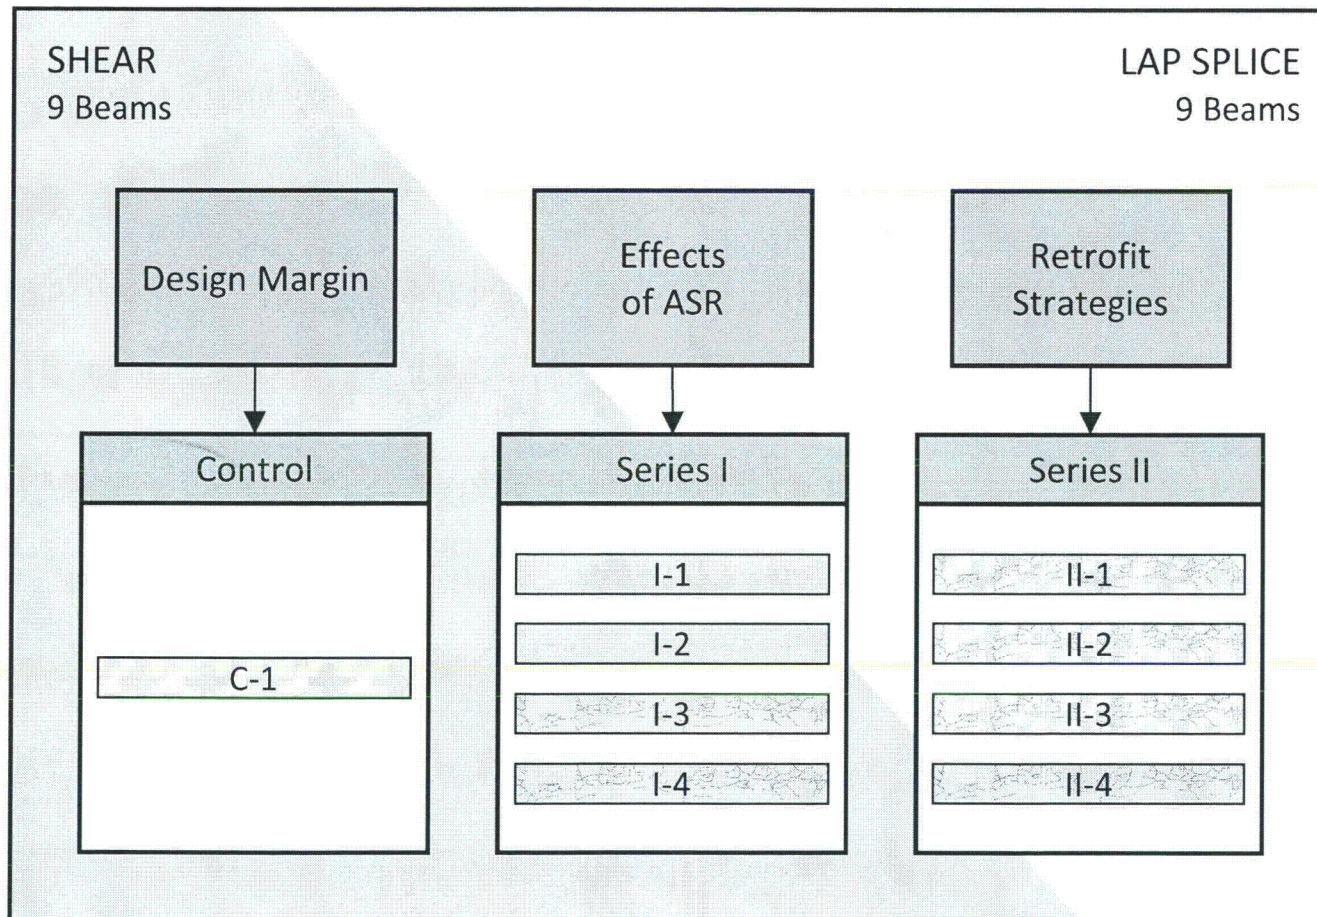 SHEAR
9 Beams
LAP SPLICE
9 Beams
Design Margin
Effects
of ASR
Retrofit
Strategies
Control
Series I
Series II
C-1
I-1
I-2
I-3
I-4
II-1
II-2
II-3
II-4